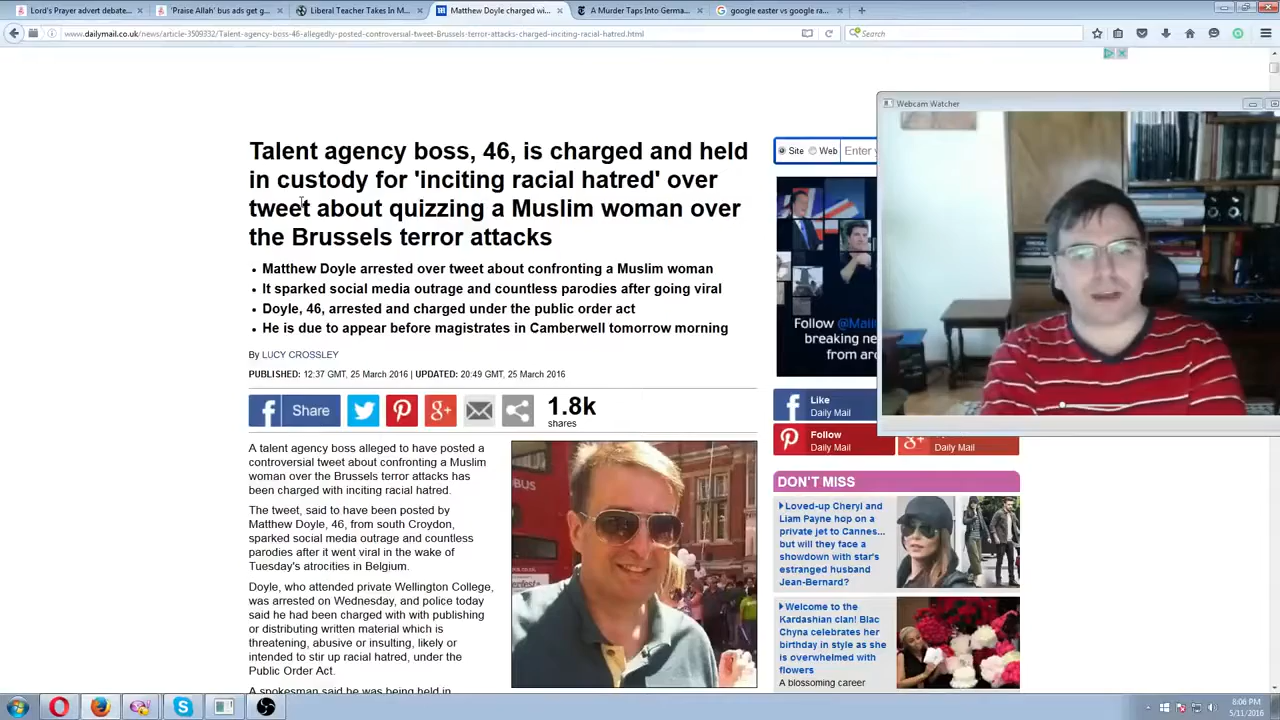 Lord's Prayer advert debate...
'Praise Allah' bus ads get g...
Liberal Teacher Takes In M...
Matthew Doyle charged wi...
A Murder Taps Into Germa...
google easter vs google ra...
www.dailymail.co.uk/news/article-3509332/Talent-agency-boss-46-allegedly-posted-controversial-tweet-Brussels-terror-attacks-charged-inciting-racial-hatred.html
Search
Webcam Watcher
Talent agency boss, 46, is charged and held
in custody for 'inciting racial hatred' over
tweet about quizzing a Muslim woman over
the Brussels terror attacks
• Matthew Doyle arrested over tweet about confronting a Muslim woman
• It sparked social media outrage and countless parodies after going viral
• Doyle, 46, arrested and charged under the public order act
• He is due to appear before magistrates in Camberwell tomorrow morning
By LUCY CROSSLEY
PUBLISHED: 12:37 GMT, 25 March 2016 | UPDATED: 20:49 GMT, 25 March 2016
Share
1.8k
shares
A talent agency boss alleged to have posted a
controversial tweet about confronting a Muslim
woman over the Brussels terror attacks has
been charged with inciting racial hatred.
The tweet, said to have been posted by
Matthew Doyle, 46, from south Croydon,
sparked social media outrage and countless
parodies after it went viral in the wake of
Tuesday's atrocities in Belgium.
Doyle, who attended private Wellington College,
was arrested on Wednesday, and police today
said he had been charged with with publishing
or distributing written material which is
threatening, abusive or insulting, likely or
intended to stir up racial hatred, under the
Public Order Act.
A spokesman said he was being held in
Site Web Enter
Follow @Mail
breaking ne
from aro
Like
Daily Mail
Follow
Daily Mail
Daily Mail
DON'T MISS
Loved-up Cheryl and
Liam Payne hop on a
private jet to Cannes...
but will they face a
showdown with star's
estranged husband
Jean-Bernard?
Welcome to the
Kardashian clan! Blac
Chyna celebrates her
birthday in style as she
is overwhelmed with
flowers
A blossoming career
8:06 PM
5/11/2016